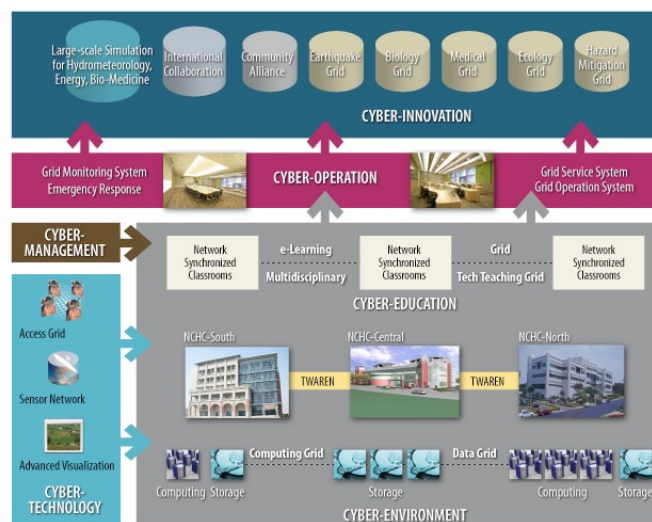 Large-scale Simulation
for Hydrometeorology,
Energy, Bio-Medicine
International
Collaboration
Community
Alliance
Earthquake
Grid
Biology
Grid
Medical
Grid
Ecology
Grid
Hazard
Mitigation
Grid
CYBER-INNOVATION
Grid Monitoring System
Emergency Response
CYBER-OPERATION
Grid Service System
Grid Operation System
CYBER-
MANAGEMENT
Network
Synchronized
Classrooms
e-Learning
Multidisciplinary
Network
Synchronized
Classrooms
Grid
Tech Teaching Grid
Network
Synchronized
Classrooms
CYBER-EDUCATION
Access Grid
Sensor Network
Advanced Visualization
CYBER-
TECHNOLOGY
NCHC-South
NCHC-Central
NCHC-North
TWAREN
TWAREN
Computing Grid
Data Grid
Computing
Storage
Storage
Computing
Storage
CYBER-ENVIRONMENT